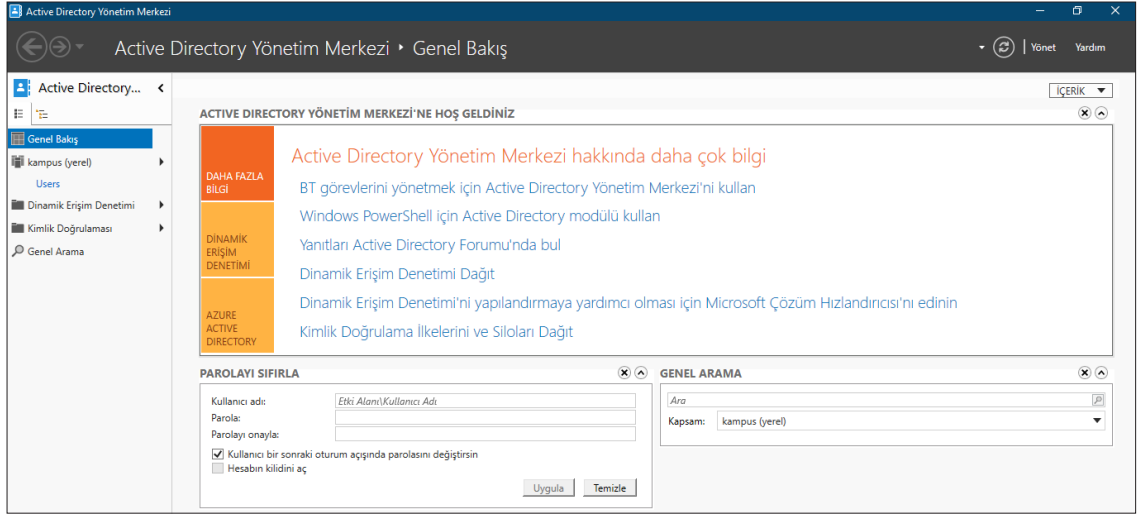 Active Directory Yönetim Merkezi
Active Directory Yönetim Merkezi • Genel Bakış
Yönet Yardım
Active Directory...
Genel Bakış
kampus (yerel)
Users
Dinamik Erişim Denetimi
Kimlik Doğrulaması
Genel Arama
İÇERİK
ACTIVE DIRECTORY YÖNETİM MERKEZİ'NE HOŞ GELDİNİZ
DAHA FAZLA
BİLGİ
DİNAMİK
ERİŞİM
DENETİMİ
AZURE
ACTIVE
DIRECTORY
Active Directory Yönetim Merkezi hakkında daha çok bilgi
BT görevlerini yönetmek için Active Directory Yönetim Merkezi'ni kullan
Windows PowerShell için Active Directory modülü kullan
Yanıtları Active Directory Forumu'nda bul
Dinamik Erişim Denetimi Dağıt
Dinamik Erişim Denetimi'ni yapılandırmaya yardımcı olması için Microsoft Çözüm Hızlandırıcısı'nı edinin
Kimlik Doğrulama İlkelerini ve Siloları Dağıt
PAROLAYI SIFIRLA
Kullanıcı adı: Etki Alanı\Kullanıcı Adı
Parola:
Parolayı onayla:
Kullanıcı bir sonraki oturum açışında parolasını değiştirsin
Hesabın kilidini aç
Uygula Temizle
GENEL ARAMA
Ara
Kapsam: kampus (yerel)